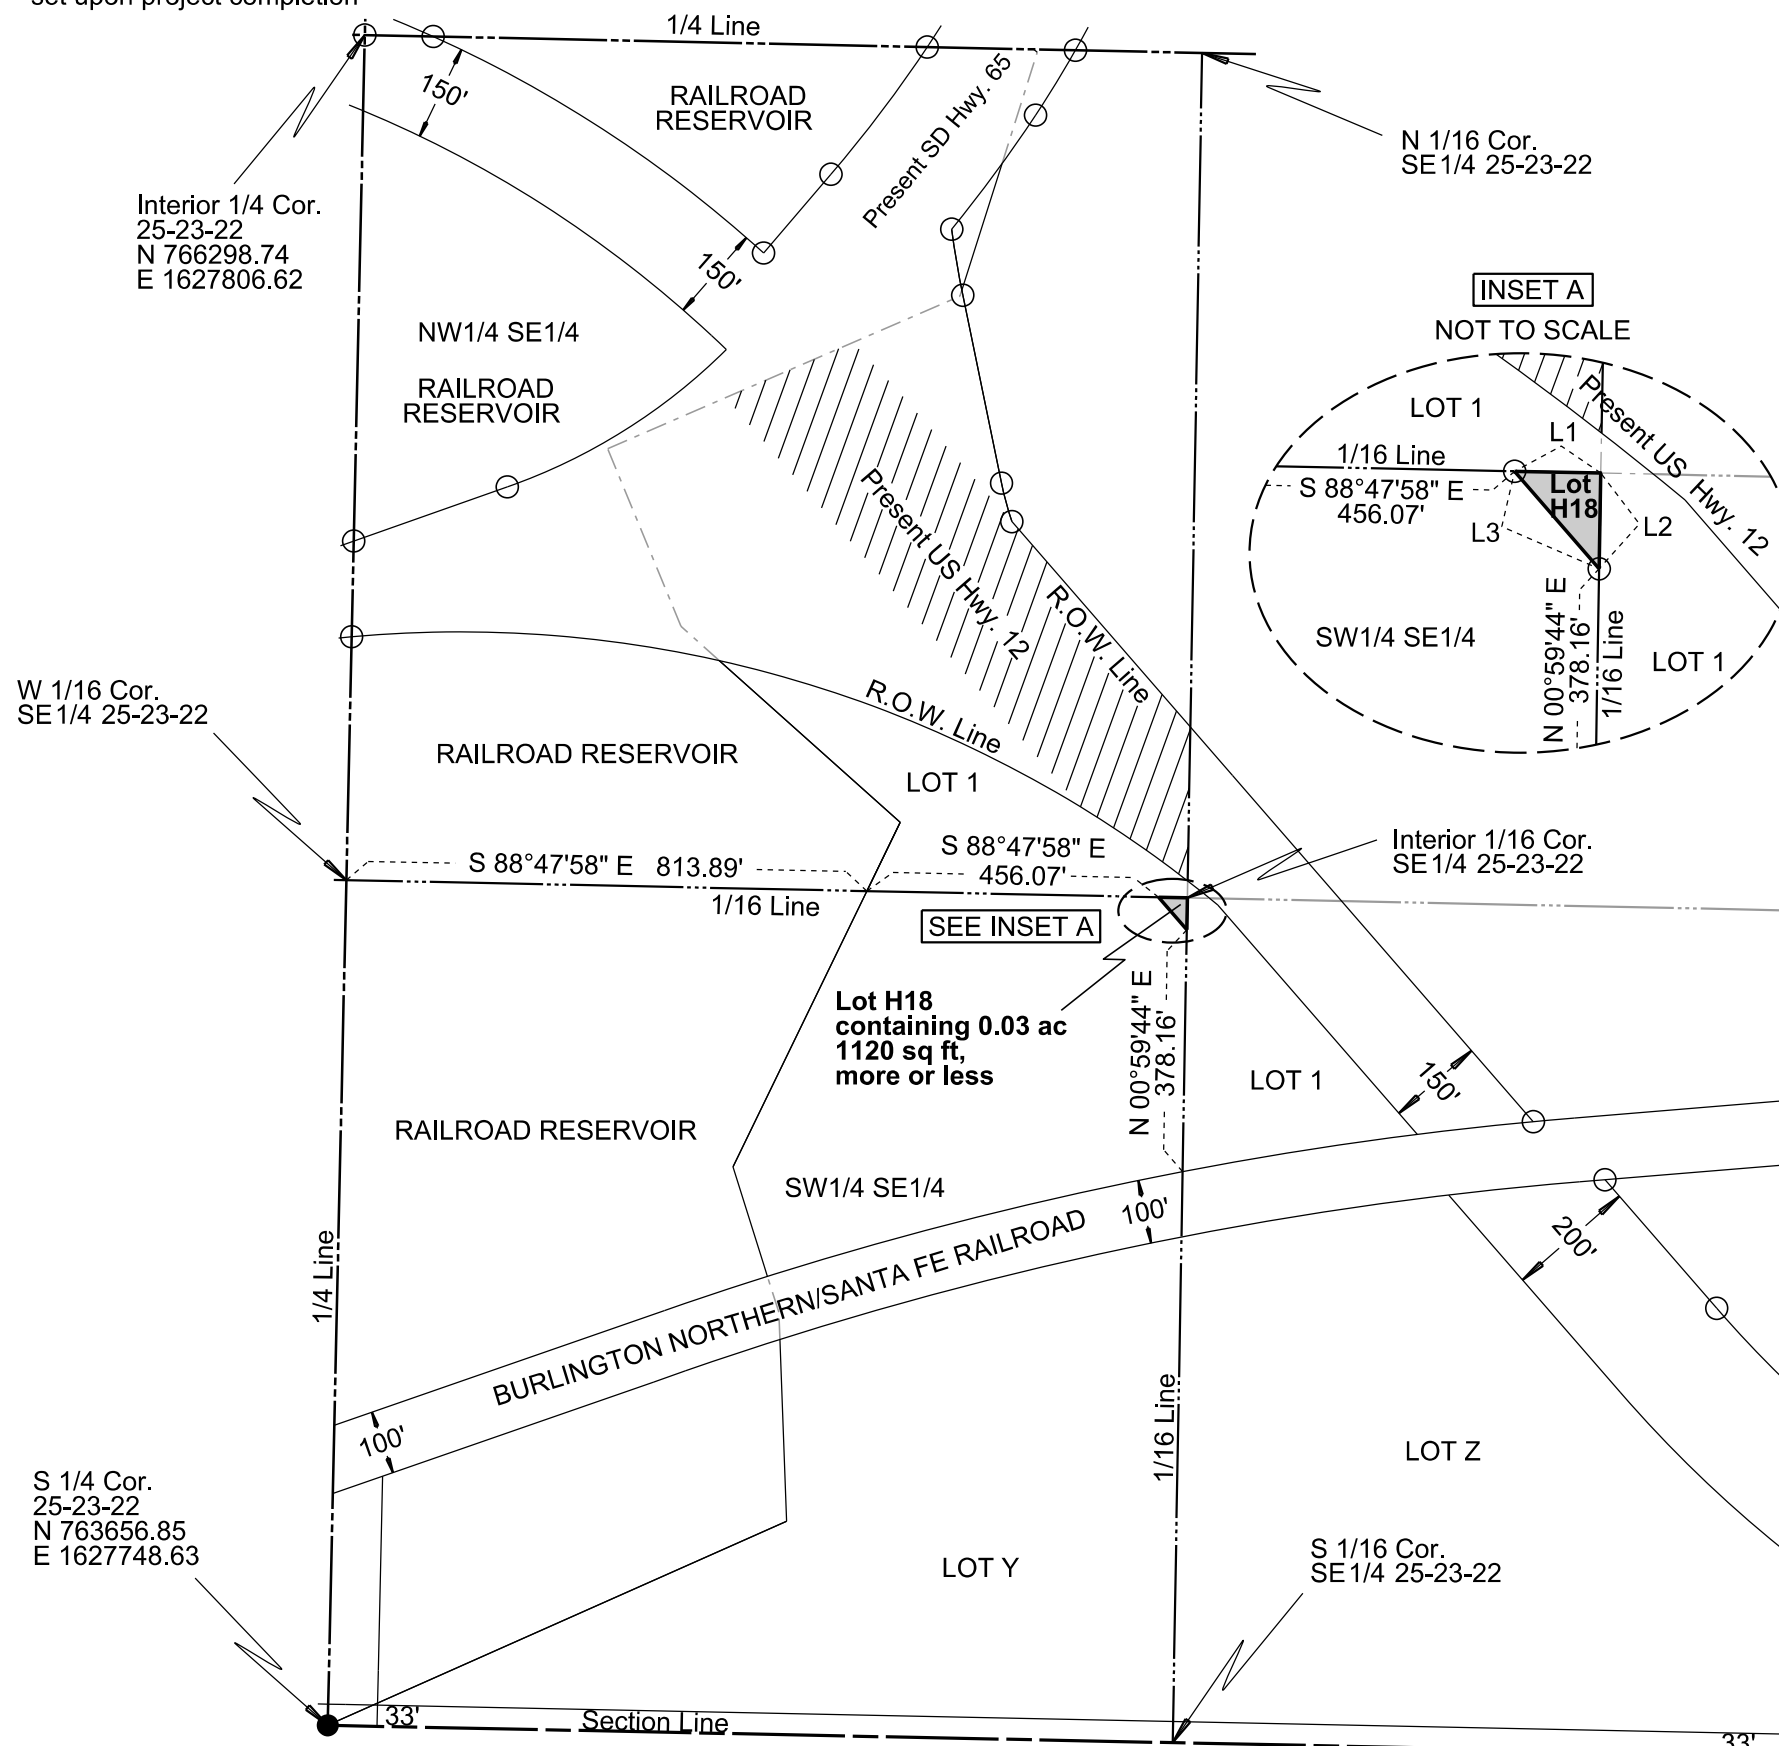 set upon project completion
1/4 Line
150'
RAILROAD
RESERVOIR
Present SD Hwy. 65
N 1/16 Cor.
SE1/4 25-23-22
Interior 1/4 Cor.
25-23-22
N 766298.74
E 1627806.62
150'
NW1/4 SE1/4
RAILROAD
RESERVOIR
INSET A
NOT TO SCALE
LOT 1
Present US Hwy. 12
L1
1/16 Line
S 88°47'58" E
456.07'
Lot
H18
L2
L3
SW1/4 SE1/4
N 00°59'44" E
378.16'
1/16 Line
LOT 1
Present US Hwy. 12
R.O.W. Line
R.O.W. Line
W 1/16 Cor.
SE1/4 25-23-22
RAILROAD RESERVOIR
LOT 1
S 88°47'58" E 813.89'
S 88°47'58" E
456.07'
1/16 Line
Interior 1/16 Cor.
SE1/4 25-23-22
SEE INSET A
Lot H18
containing 0.03 ac
1120 sq ft,
more or less
N 00°59'44" E
378.16'
LOT 1
150'
RAILROAD RESERVOIR
SW1/4 SE1/4
100'
200'
1/4 Line
BURLINGTON NORTHERN/SANTA FE RAILROAD
1/16 Line
100'
LOT Z
S 1/4 Cor.
25-23-22
N 763656.85
E 1627748.63
LOT Y
S 1/16 Cor.
SE1/4 25-23-22
33'
Section Line
33'